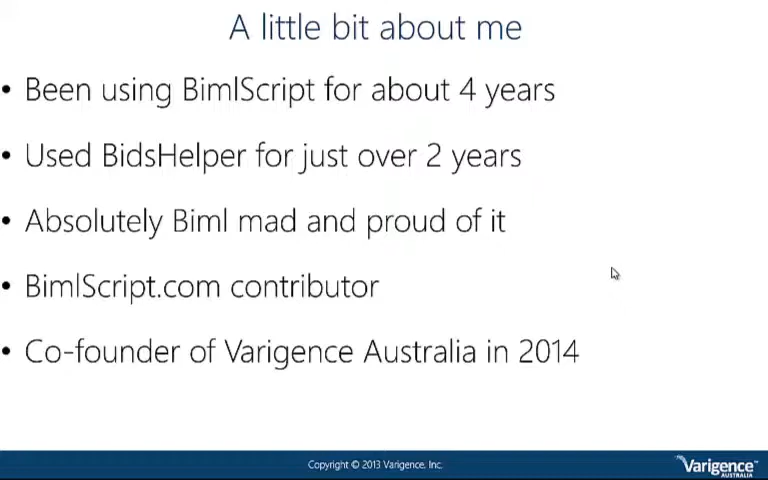 A little bit about me
• Been using BimlScript for about 4 years
• Used BidsHelper for just over 2 years
• Absolutely Biml mad and proud of it
• BimlScript.com contributor
• Co-founder of Varigence Australia in 2014
Copyright © 2013 Varigence, Inc.
Varigence™
AUSTRALIA